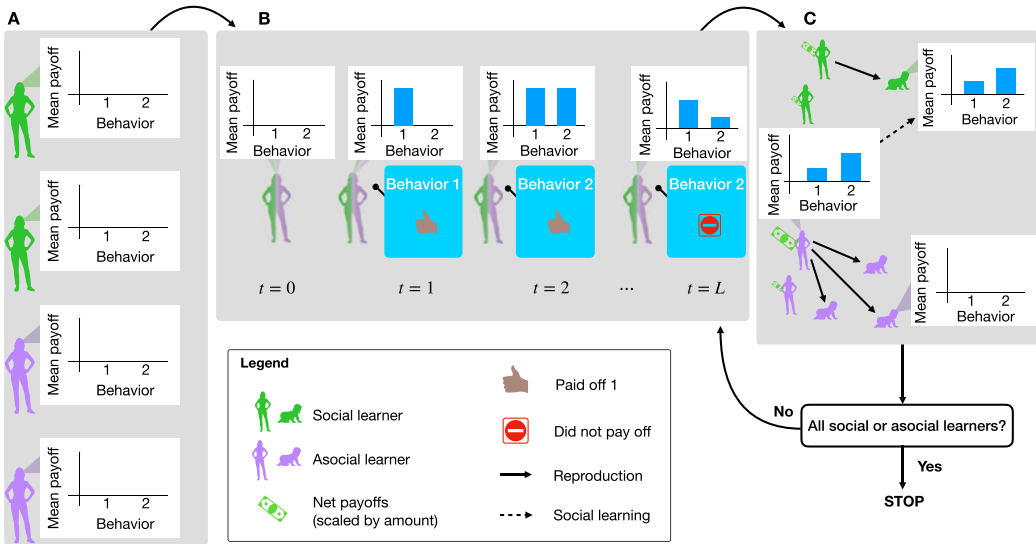 A
Mean payoff
1 2
Behavior
Mean payoff
1 2
Behavior
Mean payoff
1 2
Behavior
Mean payoff
1 2
Behavior
B
Mean payoff
1 2
Behavior
Mean payoff
1 2
Behavior
Mean payoff
1 2
Behavior
Mean payoff
1 2
Behavior
Behavior 1
Behavior 2
Behavior 2
t = 0
t = 1
t = 2
...
t = L
C
Mean payoff
1 2
Behavior
Mean payoff
1 2
Behavior
Mean payoff
1 2
Behavior
Legend
Social learner
Asocial learner
Net payoffs
(scaled by amount)
Paid off 1
Did not pay off
Reproduction
Social learning
No
All social or asocial learners?
Yes
STOP